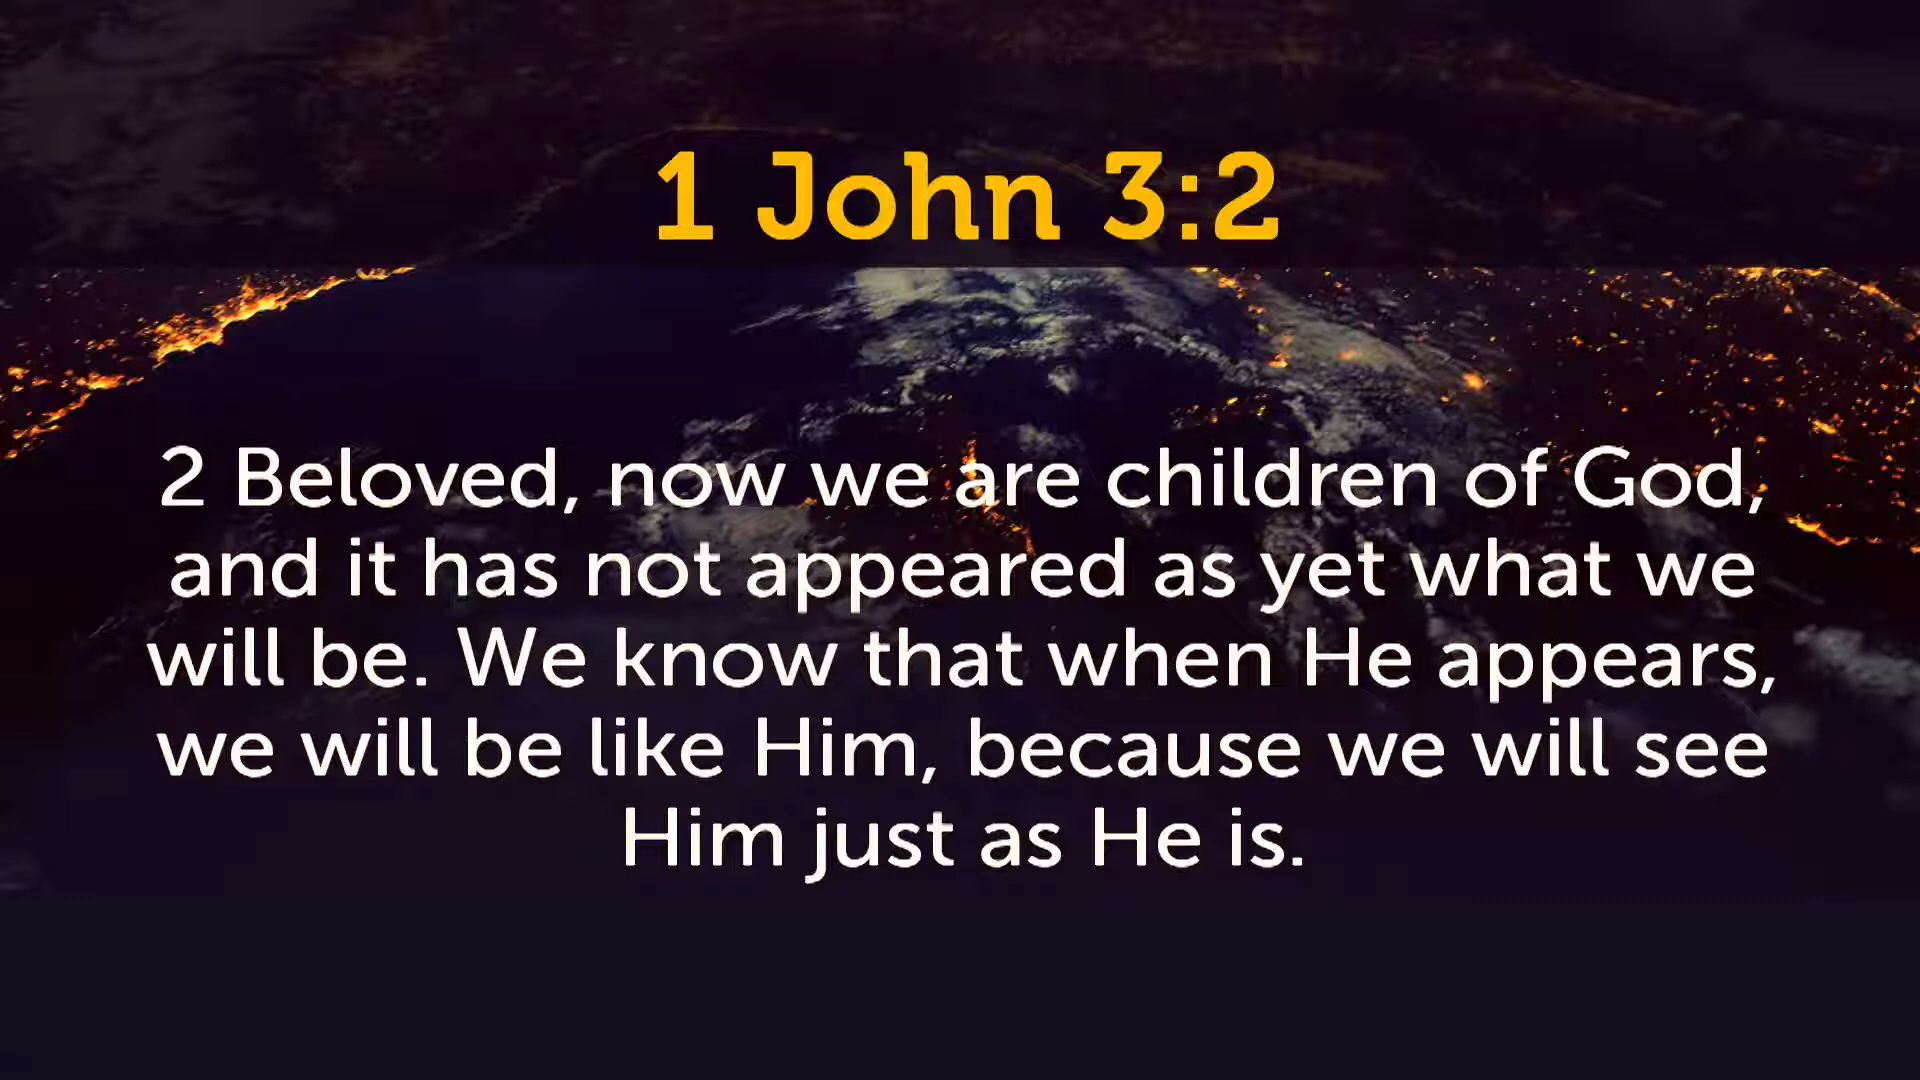 1 John 3:2
2 Beloved, now we are children of God,
and it has not appeared as yet what we
will be. We know that when He appears,
we will be like Him, because we will see
Him just as He is.